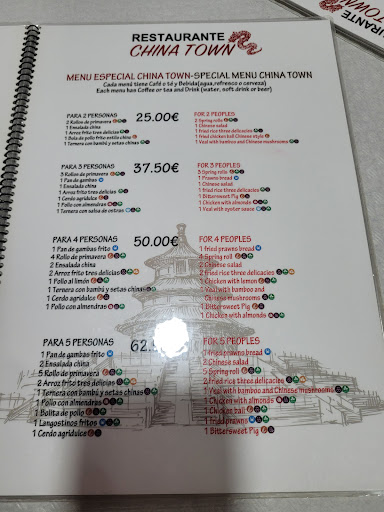 RESTAURANTE
CHINA TOWN
MENU ESPECIAL CHINA TOWN-SPECIAL MENU CHINA TOWN
Cada menú tiene Café o té y Bebida(agua,refresco o cerveza)
Each menu has Coffee or tea and Drink (water, soft drink or beer)
PARA 2 PERSONAS 25.00€
2 Rollos de primavera
1 Ensalada china
1 Arroz frito tres delicias
1 Bola de pollo frito estilo chino
1 Ternera con bambú y setas chinas
FOR 2 PEOPLES
2 Spring rolls
1 Chinese salad
1 fried rice three delicacies
1 fried chicken ball Chinese style
1 Veal with bamboo and Chinese mushrooms
PARA 3 PERSONAS 37.50€
3 Rollos de primavera
1 Pan de gambas
1 Ensalada china
1 Arroz frito tres delicias
1 Cerdo agridulce
1 Pollo con almendras
1 Ternera con salsa de ostras
FOR 3 PEOPLES
3 Spring rolls
1 Prawns bread
1 Chinese salad
1 fried rice three delicacies
1 Bittersweet Pig
1 Chicken with almonds
1 Veal with oyster sauce
PARA 4 PERSONAS 50.00€
1 Pan de gambas frito
4 Rollo de primavera
2 Ensalada china
2 Arroz frito tres delicias
1 Pollo al limón
1 Ternera con bambú y setas chinas
1 Cerdo agridulce
1 Pollo con almendras
FOR 4 PEOPLES
1 fried prawns bread
4 Spring roll
2 Chinese salad
2 fried rice three delicacies
1 Chicken with lemon
1 Veal with bamboo and
Chinese mushrooms
1 Bittersweet Pig
1 Chicken with almonds
PARA 5 PERSONAS 62.
1 Pan de gambas frito
2 Ensalada china
5 Rollo de primavera
2 Arroz frito tres delicias
1 Ternera con bambú y setas chinas
1 Pollo con almendras
1 Bolita de pollo
1 Langostinos fritos
1 Cerdo agridulce
FOR 5 PEOPLES
1 fried prawns bread
2 Chinese salad
5 Spring roll
2 fried rice three delicacies
1 Veal with bamboo and Chinese mushrooms
1 Chicken with almonds
1 Chicken ball
1 fried prawns
1 Bittersweet Pig